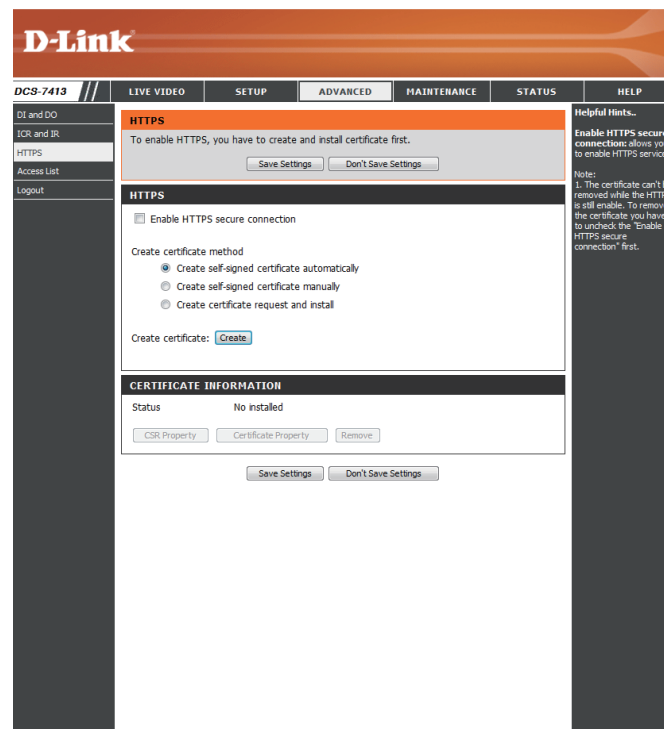 D-Link
DCS-7413
LIVE VIDEO SETUP ADVANCED MAINTENANCE STATUS HELP
DI and DO
ICR and IR
HTTPS
Access List
Logout
HTTPS
To enable HTTPS, you have to create and install certificate first.
Save Settings Don't Save Settings
HTTPS
Enable HTTPS secure connection
Create certificate method
Create self-signed certificate automatically
Create self-signed certificate manually
Create certificate request and install
Create certificate: Create
CERTIFICATE INFORMATION
Status No installed
CSR Property Certificate Property Remove
Save Settings Don't Save Settings
Helpful Hints..
Enable HTTPS secure
connection: allows yo
to enable HTTPS service
Note:
1. The certificate can't
removed while the HTT
is still enable. To remov
the certificate you have
to uncheck the "Enable
HTTPS secure
connection" first.